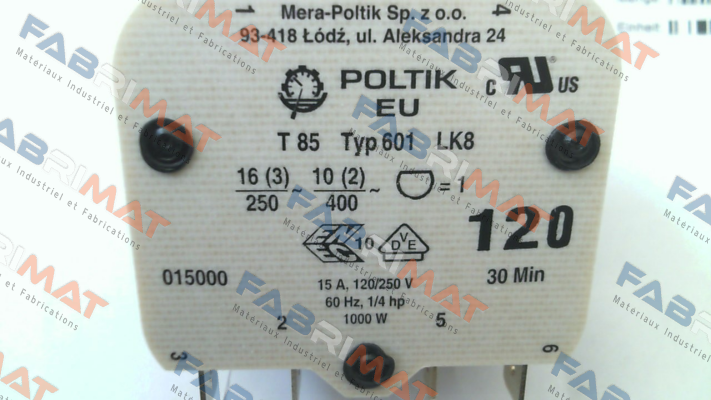 1 4
Mera-Poltik Sp. z o.o.
93-418 Łódź, ul. Aleksandra 24
POLTIK
EU
C RU US
T 85 Typ 601 LK8
16 (3) 10 (2)
250 400 ~ = 1
120
10 DVE
015000
15 A, 120/250 V
60 Hz, 1/4 hp
1000 W
30 Min
2 5
3 6
FABRIMAT
Materiaux Industriel et Fabrications